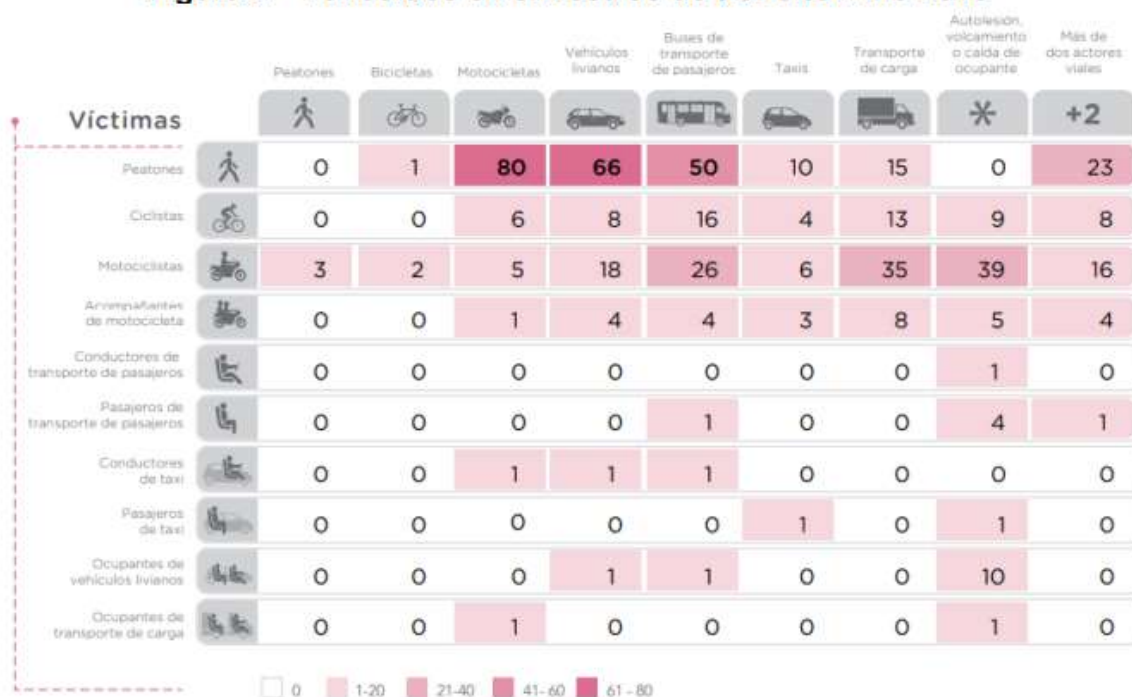 Peatones
Bicicletas
Motocicletas
Vehículos
livianos
Buses de
transporte
de pasajeros
Taxis
Transporte
de carga
Autolesión,
volcamiento
o caída de
ocupante
Más de
dos actores
viales
Víctimas
+2
Peatones 0 1 80 66 50 10 15 0 23
Ciclistas 0 0 6 8 16 4 13 9 8
Motociclistas 3 2 5 18 26 6 35 39 16
Acompañantes
de motocicleta 0 0 1 4 4 3 8 5 4
Conductores de
transporte de pasajeros 0 0 0 0 0 0 0 1 0
Pasajeros de
transporte de pasajeros 0 0 0 0 1 0 0 4 1
Conductores
de taxi 0 0 1 1 1 0 0 0 0
Pasajeros
de taxi 0 0 0 0 0 1 0 1 0
Ocupantes de
vehículos livianos 0 0 0 1 1 0 0 10 0
Ocupantes de
transporte de carga 0 0 1 0 0 0 0 1 0
0 1-20 21-40 41-60 61-80